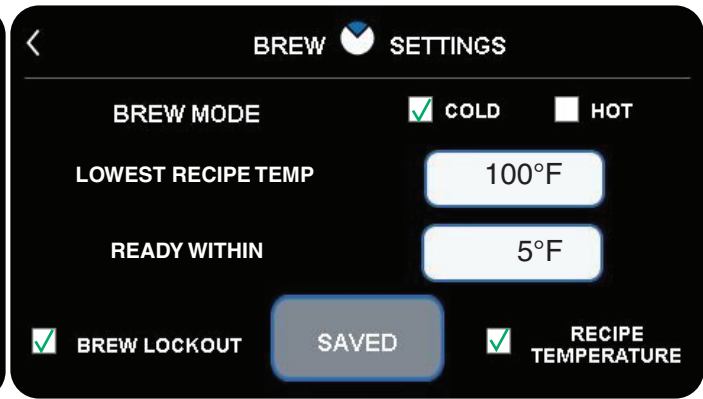 BREW SETTINGS
BREW MODE COLD HOT
LOWEST RECIPE TEMP 100°F
READY WITHIN 5°F
BREW LOCKOUT SAVED RECIPE
TEMPERATURE